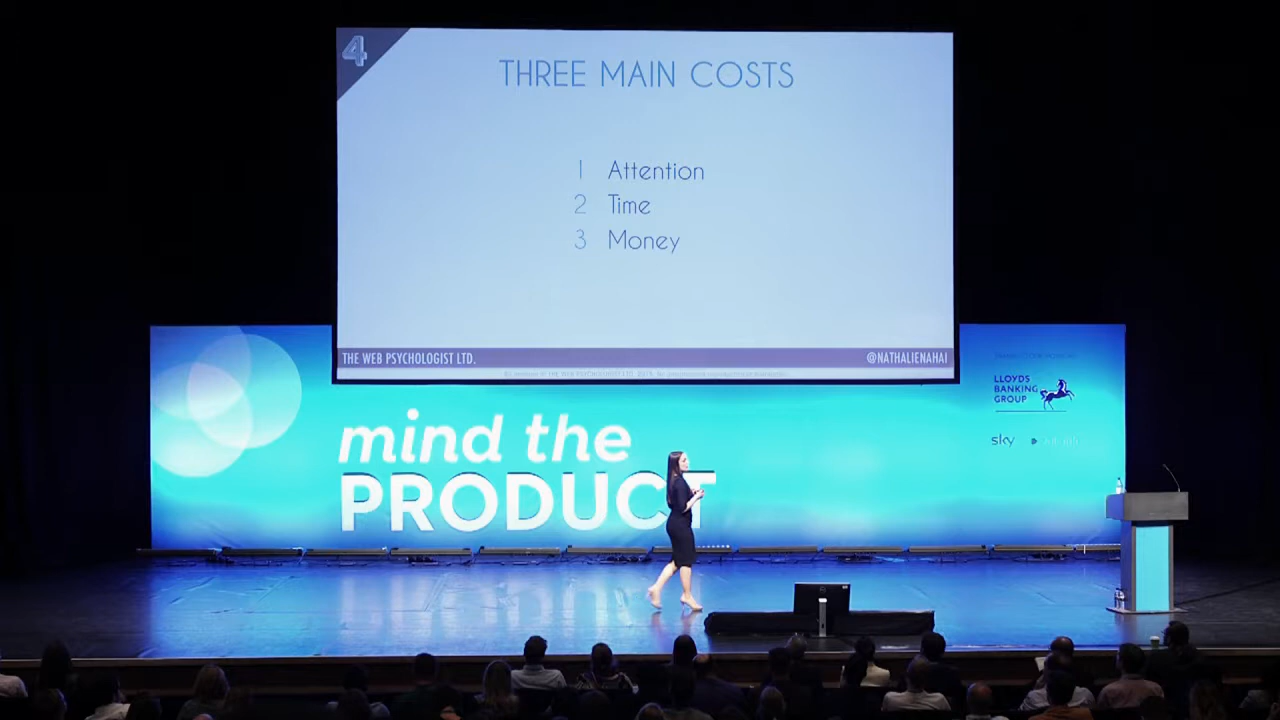 4
THREE MAIN COSTS
1 Attention
2 Time
3 Money
THE WEB PSYCHOLOGIST LTD.
@NATHALIENAHAI
mind the
PRODUCT
LLOYDS
BANKING
GROUP
sky